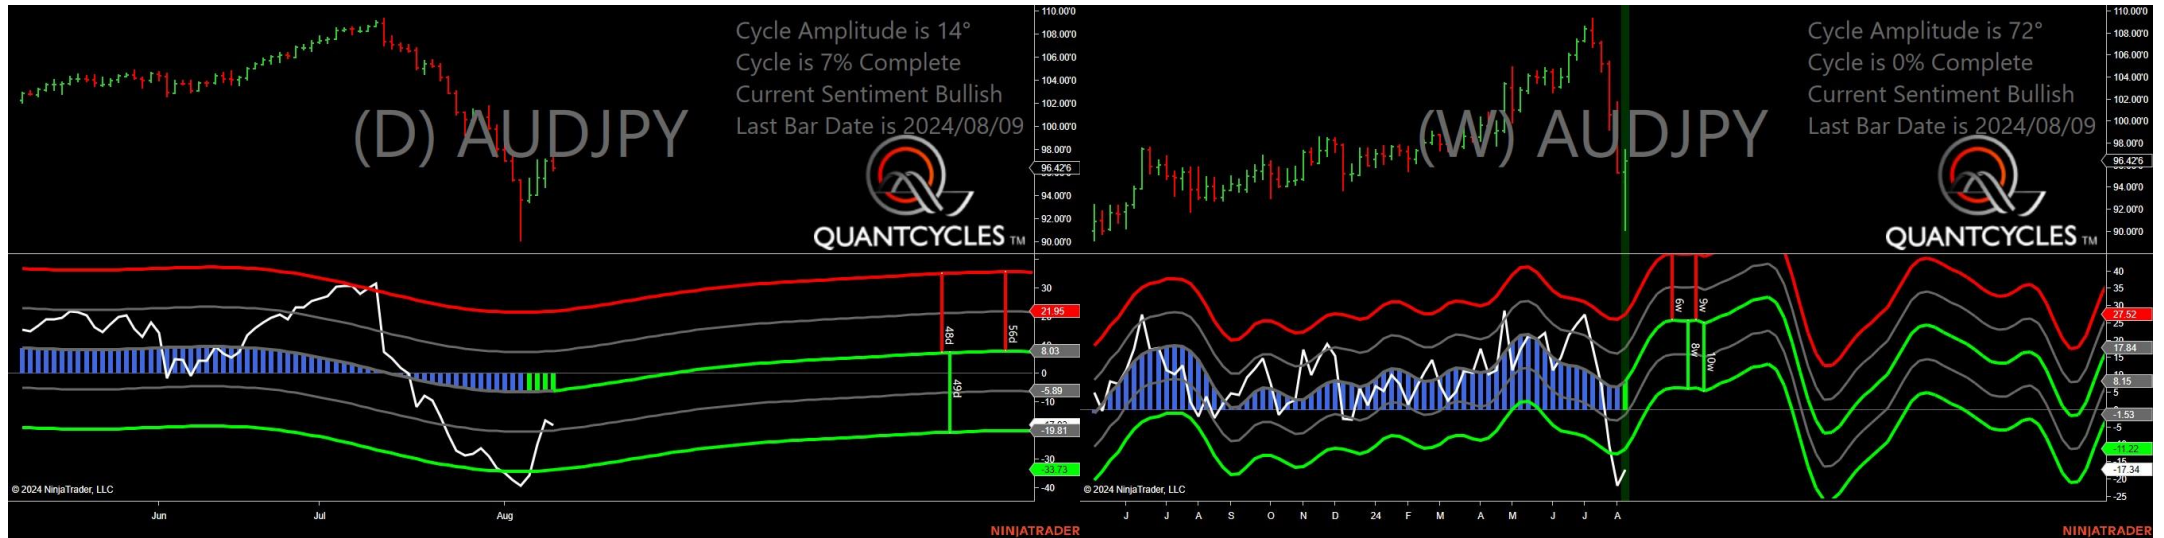 Cycle Amplitude is 14°
Cycle is 7% Complete
Current Sentiment Bullish
Last Bar Date is 2024/08/09
(D) AUDJPY
QUANTCYCLES TM
110.00'0
108.00'0
106.00'0
104.00'0
102.00'0
100.00'0
98.00'0
96.42'6
94.00'0
92.00'0
90.00'0
30
21.95
8.03
0
-5.89
-10
-19.81
-30
-33.73
-40
48d
56d
49d
© 2024 NinjaTrader, LLC
Jun
Jul
Aug
NINJATRADER
Cycle Amplitude is 72°
Cycle is 0% Complete
Current Sentiment Bullish
Last Bar Date is 2024/08/09
(W) AUDJPY
QUANTCYCLES TM
110.00'0
108.00'0
106.00'0
104.00'0
102.00'0
100.00'0
98.00'0
96.42'6
94.00'0
92.00'0
90.00'0
40
35
30
27.52
25
20
17.84
15
8.15
5
-1.53
-5
-11.22
-15
-17.34
-20
-25
6w
9w
8w
10w
© 2024 NinjaTrader, LLC
J
J
A
S
O
N
D
24
F
M
A
M
J
J
A
NINJATRADER